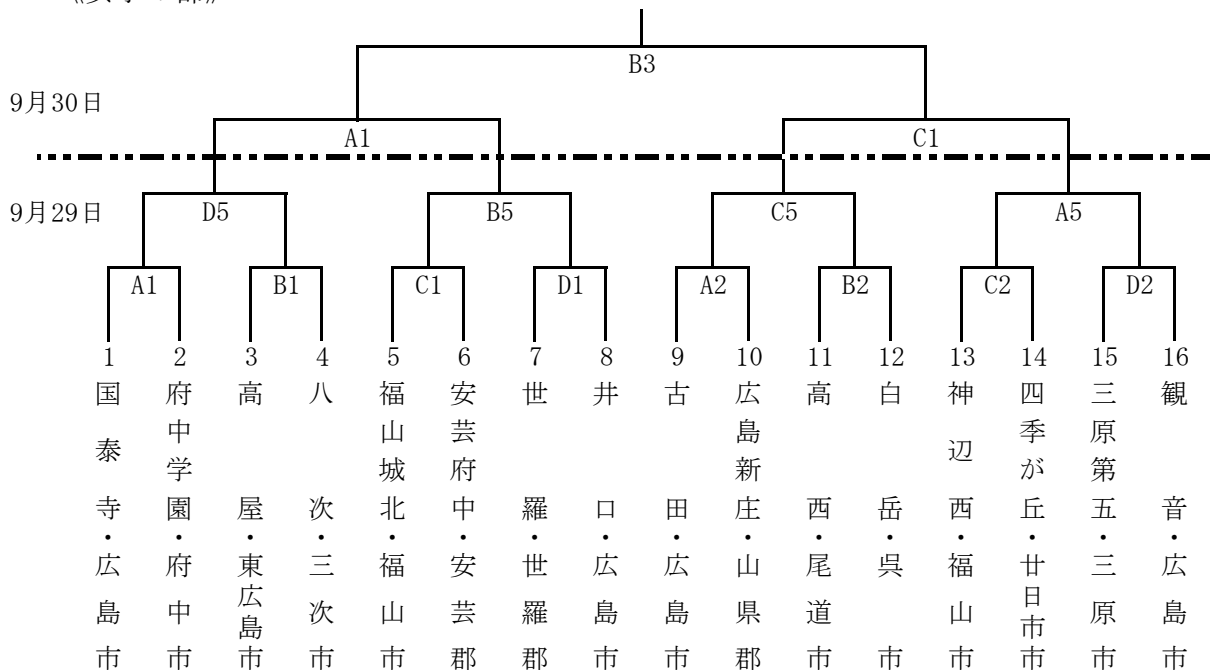 B3
9月30日
A1 C1
9月29日 D5 B5 C5 A5
A1 B1 C1 D1 A2 B2 C2 D2
1 2 3 4 5 6 7 8 9 10 11 12 13 14 15 16
国泰寺・広島市
府中学園・府中市
高屋・東広島市
八次・三次市
福山城北・福山市
安芸府中・安芸郡
世羅・世羅郡
井口・広島市
古田・広島市
広島新庄・山県郡
高西・尾道市
白岳・呉市
神辺西・福山市
四季が丘・廿日市市
三原第五・三原市
観音・広島市